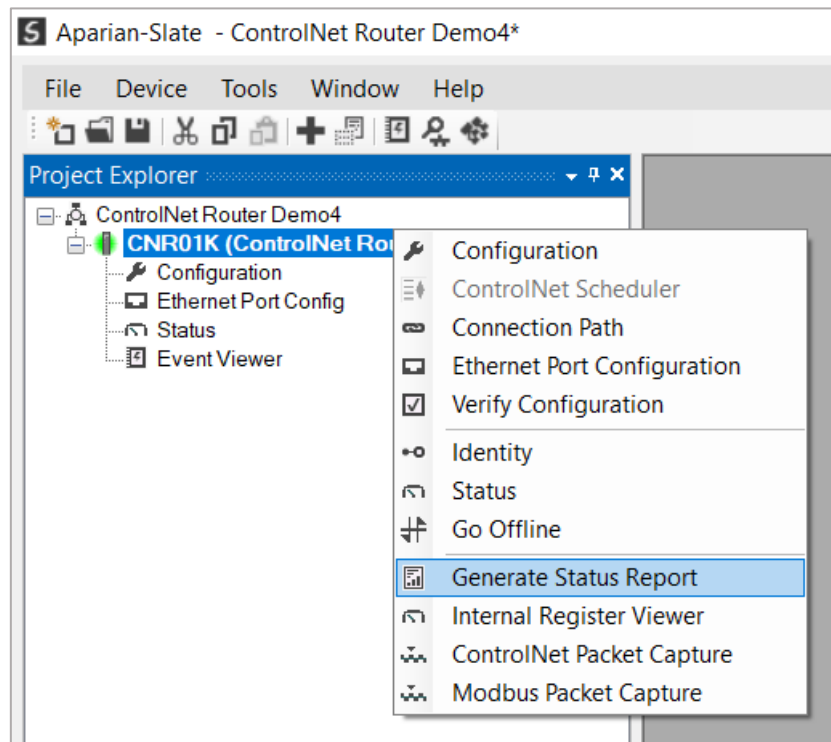 Aparian-Slate - ControlNet Router Demo4*
File Device Tools Window Help
Project Explorer
ControlNet Router Demo4
CNR01K (ControlNet Rou
Configuration
Ethernet Port Config
Status
Event Viewer
Configuration
ControlNet Scheduler
Connection Path
Ethernet Port Configuration
Verify Configuration
Identity
Status
Go Offline
Generate Status Report
Internal Register Viewer
ControlNet Packet Capture
Modbus Packet Capture